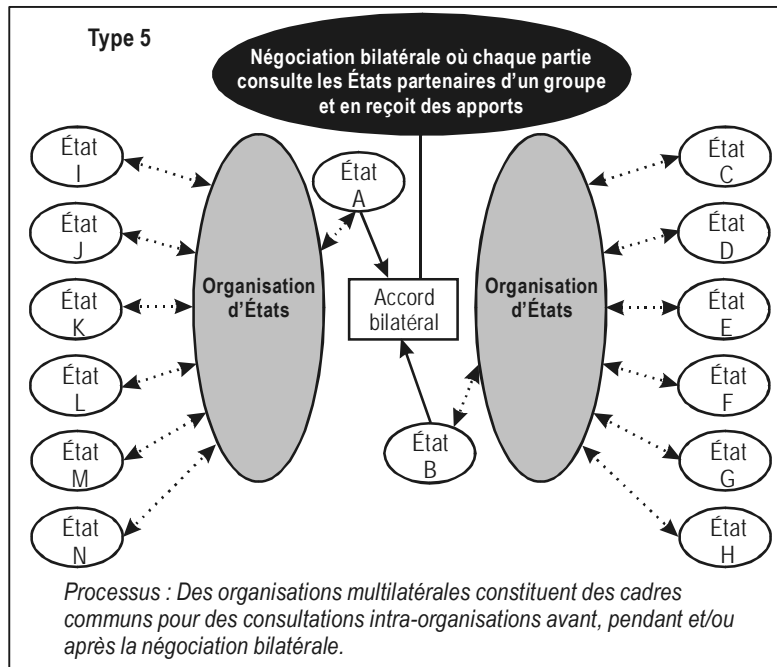 Type 5
Négociation bilatérale où chaque partie
consulte les États partenaires d'un groupe
et en reçoit des apports
État
I
État
J
État
K
État
L
État
M
État
N
Organisation
d'États
État
A
Accord
bilatéral
État
B
Organisation
d'États
État
C
État
D
État
E
État
F
État
G
État
H
Processus : Des organisations multilatérales constituent des cadres
communs pour des consultations intra-organisations avant, pendant et/ou
après la négociation bilatérale.